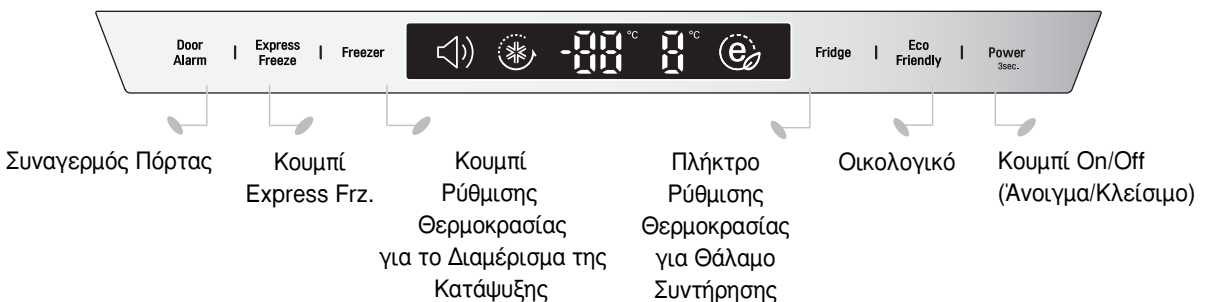 Door Alarm | Express Freeze | Freezer -88 °C 8 °C e Fridge | Eco Friendly | Power 3sec.
Συναγερμός Πόρτας
Κουμπί
Express Frz.
Κουμπί
Ρύθμισης
Θερμοκρασίας
για το Διαμέρισμα της
Κατάψυξης
Πλήκτρο
Ρύθμισης
Θερμοκρασίας
για Θάλαμο
Συντήρησης
Οικολογικό
Κουμπί On/Off
(Άνοιγμα/Κλείσιμο)